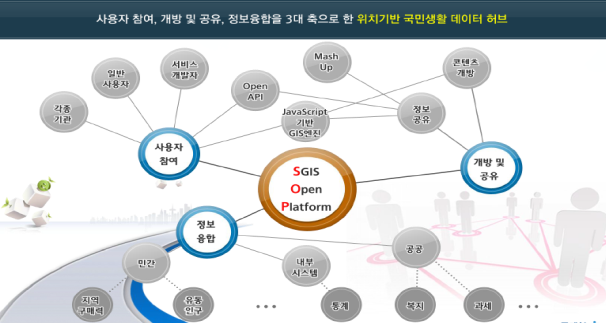 사용자 참여, 개방 및 공유, 정보융합을 3대 축으로 한 위치기반 국민생활 데이터 허브
각종
기관
일반
사용자
서비스
개발자
Open
API
Mash
Up
JavaScript
기반
GIS엔진
정보
공유
콘텐츠
개방
사용자
참여
개방 및
공유
SGIS
Open
Platform
정보
융합
민간
내부
시스템
공공
지역
구매력
유동
인구
...
통계
복지
과세
...